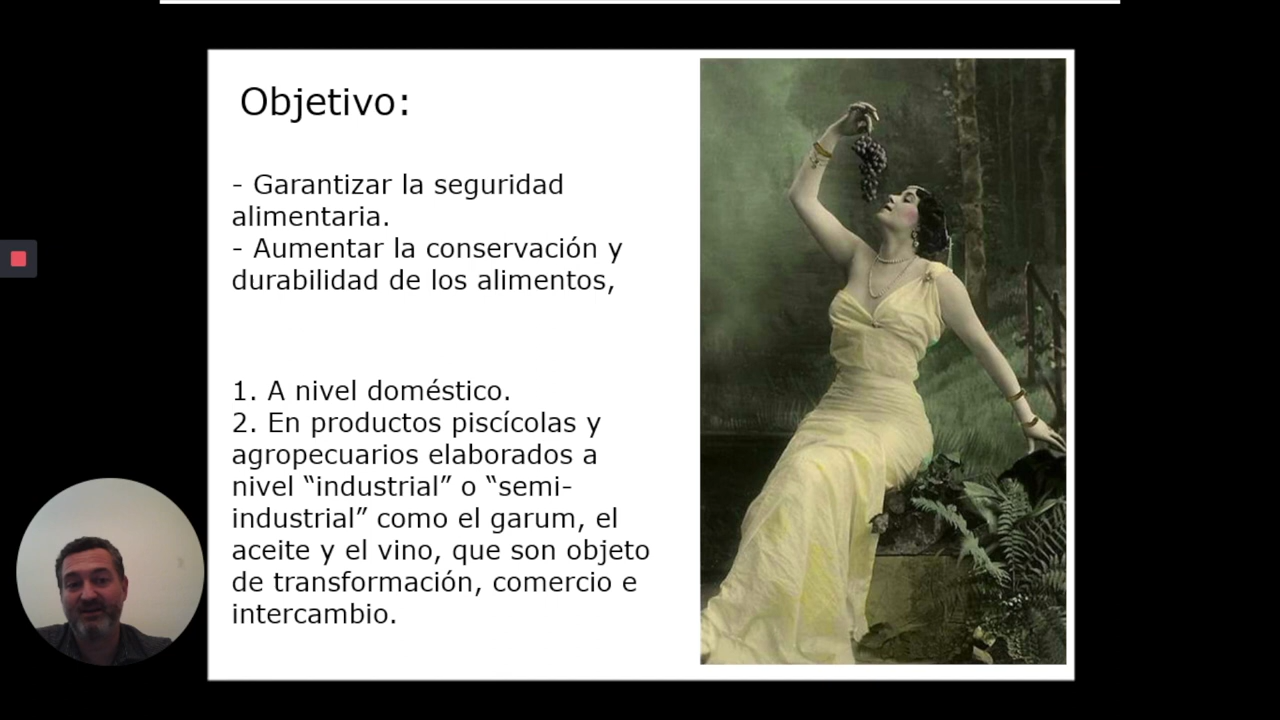 Objetivo:
- Garantizar la seguridad
alimentaria.
- Aumentar la conservación y
durabilidad de los alimentos,
1. A nivel doméstico.
2. En productos piscícolas y
agropecuarios elaborados a
nivel “industrial” o “semi-
industrial” como el garum, el
aceite y el vino, que son objeto
de transformación, comercio e
intercambio.